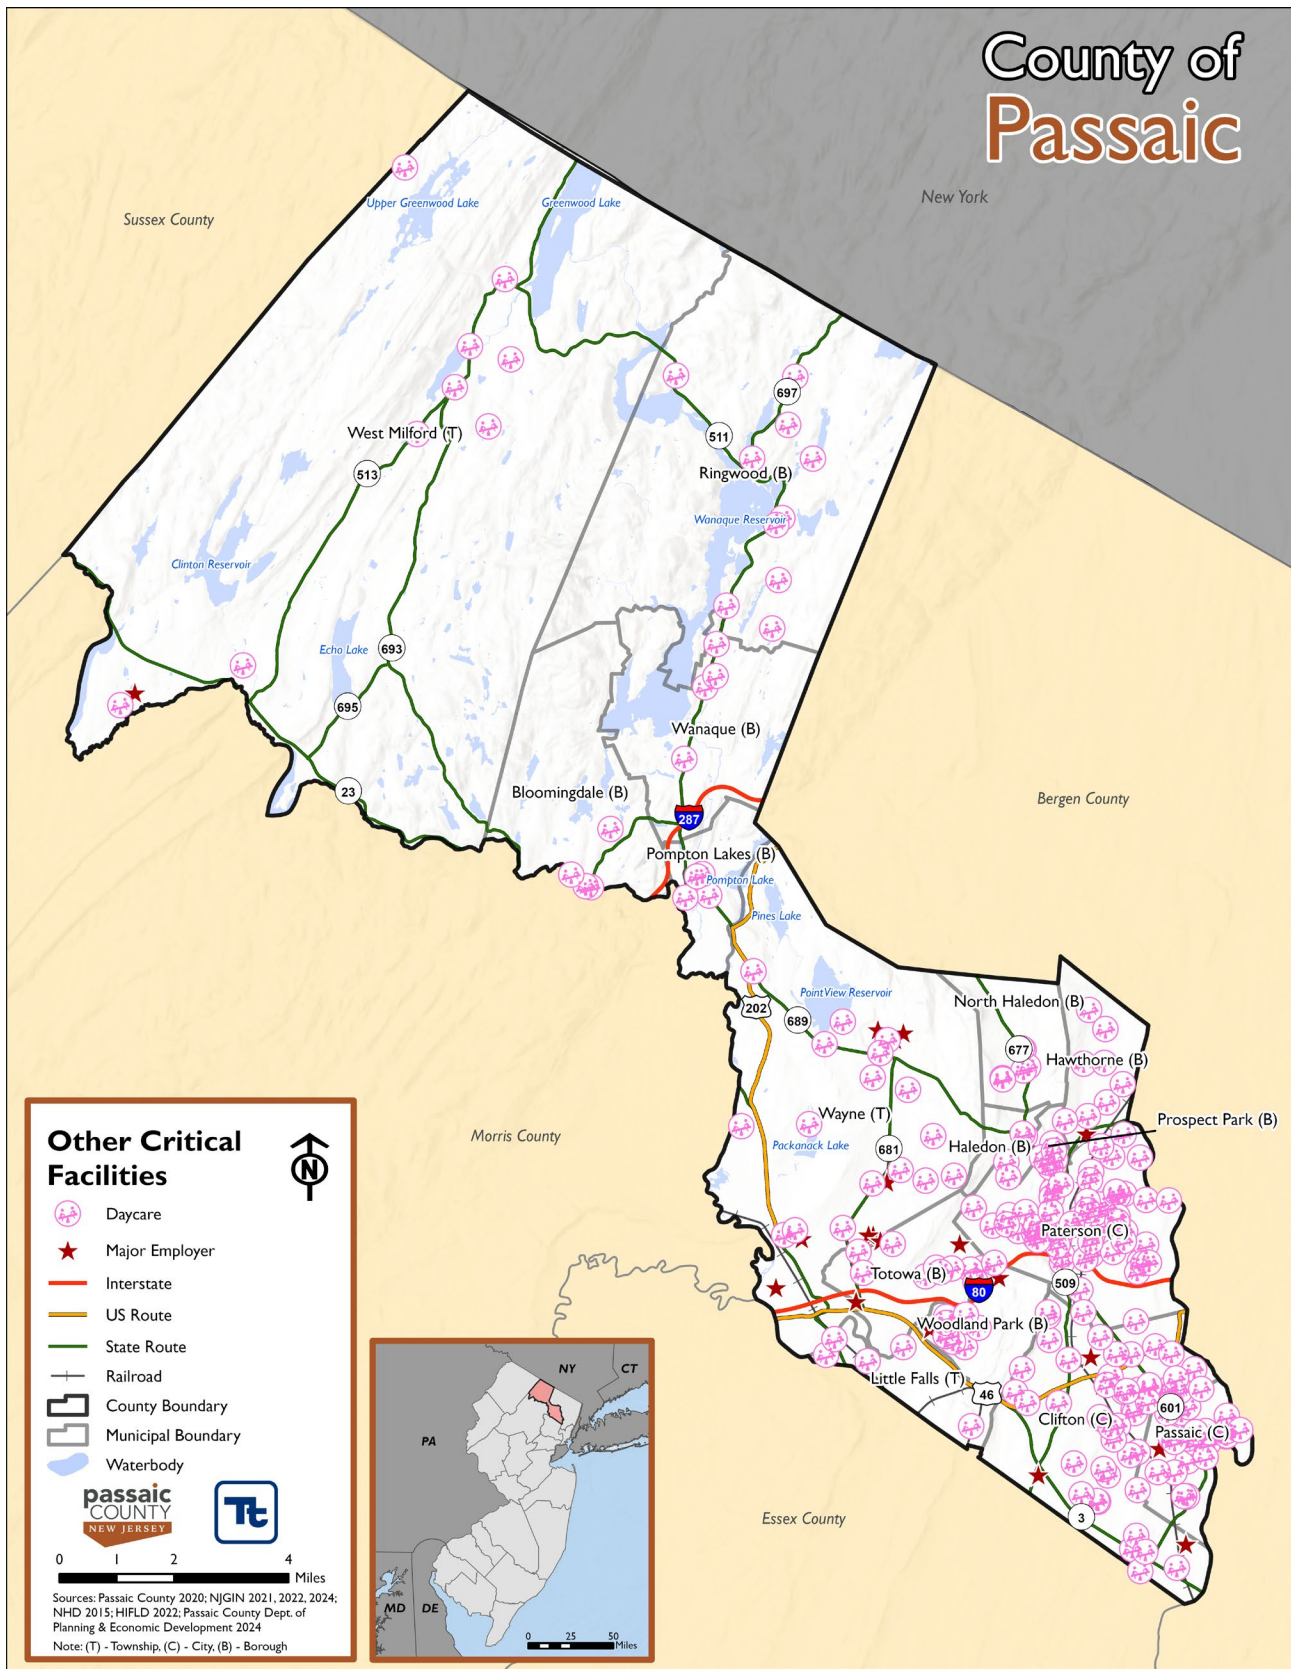 County of
Passaic
New York
Sussex County
Upper Greenwood Lake
Greenwood Lake
697
511
West Milford (T)
513
Ringwood (B)
Wanaque Reservoir
Clinton Reservoir
Echo Lake
693
695
Wanaque (B)
23
Bloomingdale (B)
287
Bergen County
Pompton Lakes (B)
Pompton Lake
Pines Lake
PointView Reservoir
202
689
North Haledon (B)
677
Hawthorne (B)
Wayne (T)
Prospect Park (B)
Morris County
Packanack Lake
681
Haledon (B)
Paterson (C)
Totowa (B)
80
509
Woodland Park (B)
Little Falls (T)
46
Clifton (C)
601
Passaic (C)
3
Essex County
Other Critical
Facilities
N
Daycare
Major Employer
Interstate
US Route
State Route
Railroad
County Boundary
Municipal Boundary
Waterbody
passaic
COUNTY
NEW JERSEY
Tt
0 1 2 4
Miles
Sources: Passaic County 2020; NJGIN 2021, 2022, 2024;
NHD 2015; HIFLD 2022; Passaic County Dept. of
Planning & Economic Development 2024
Note: (T) - Township, (C) - City, (B) - Borough
NY
CT
PA
MD
DE
0 25 50
Miles